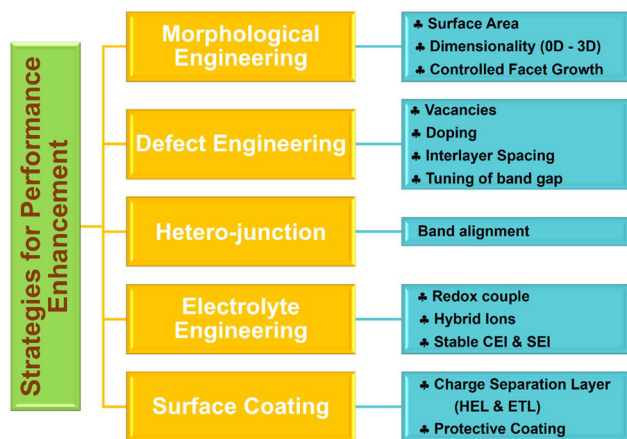 Strategies for Performance
Enhancement
Morphological
Engineering
♣ Surface Area
♣ Dimensionality (0D - 3D)
♣ Controlled Facet Growth
Defect Engineering
♣ Vacancies
♣ Doping
♣ Interlayer Spacing
♣ Tuning of band gap
Hetero-junction
Band alignment
Electrolyte
Engineering
♣ Redox couple
♣ Hybrid Ions
♣ Stable CEI & SEI
Surface Coating
♣ Charge Separation Layer
(HEL & ETL)
♣ Protective Coating